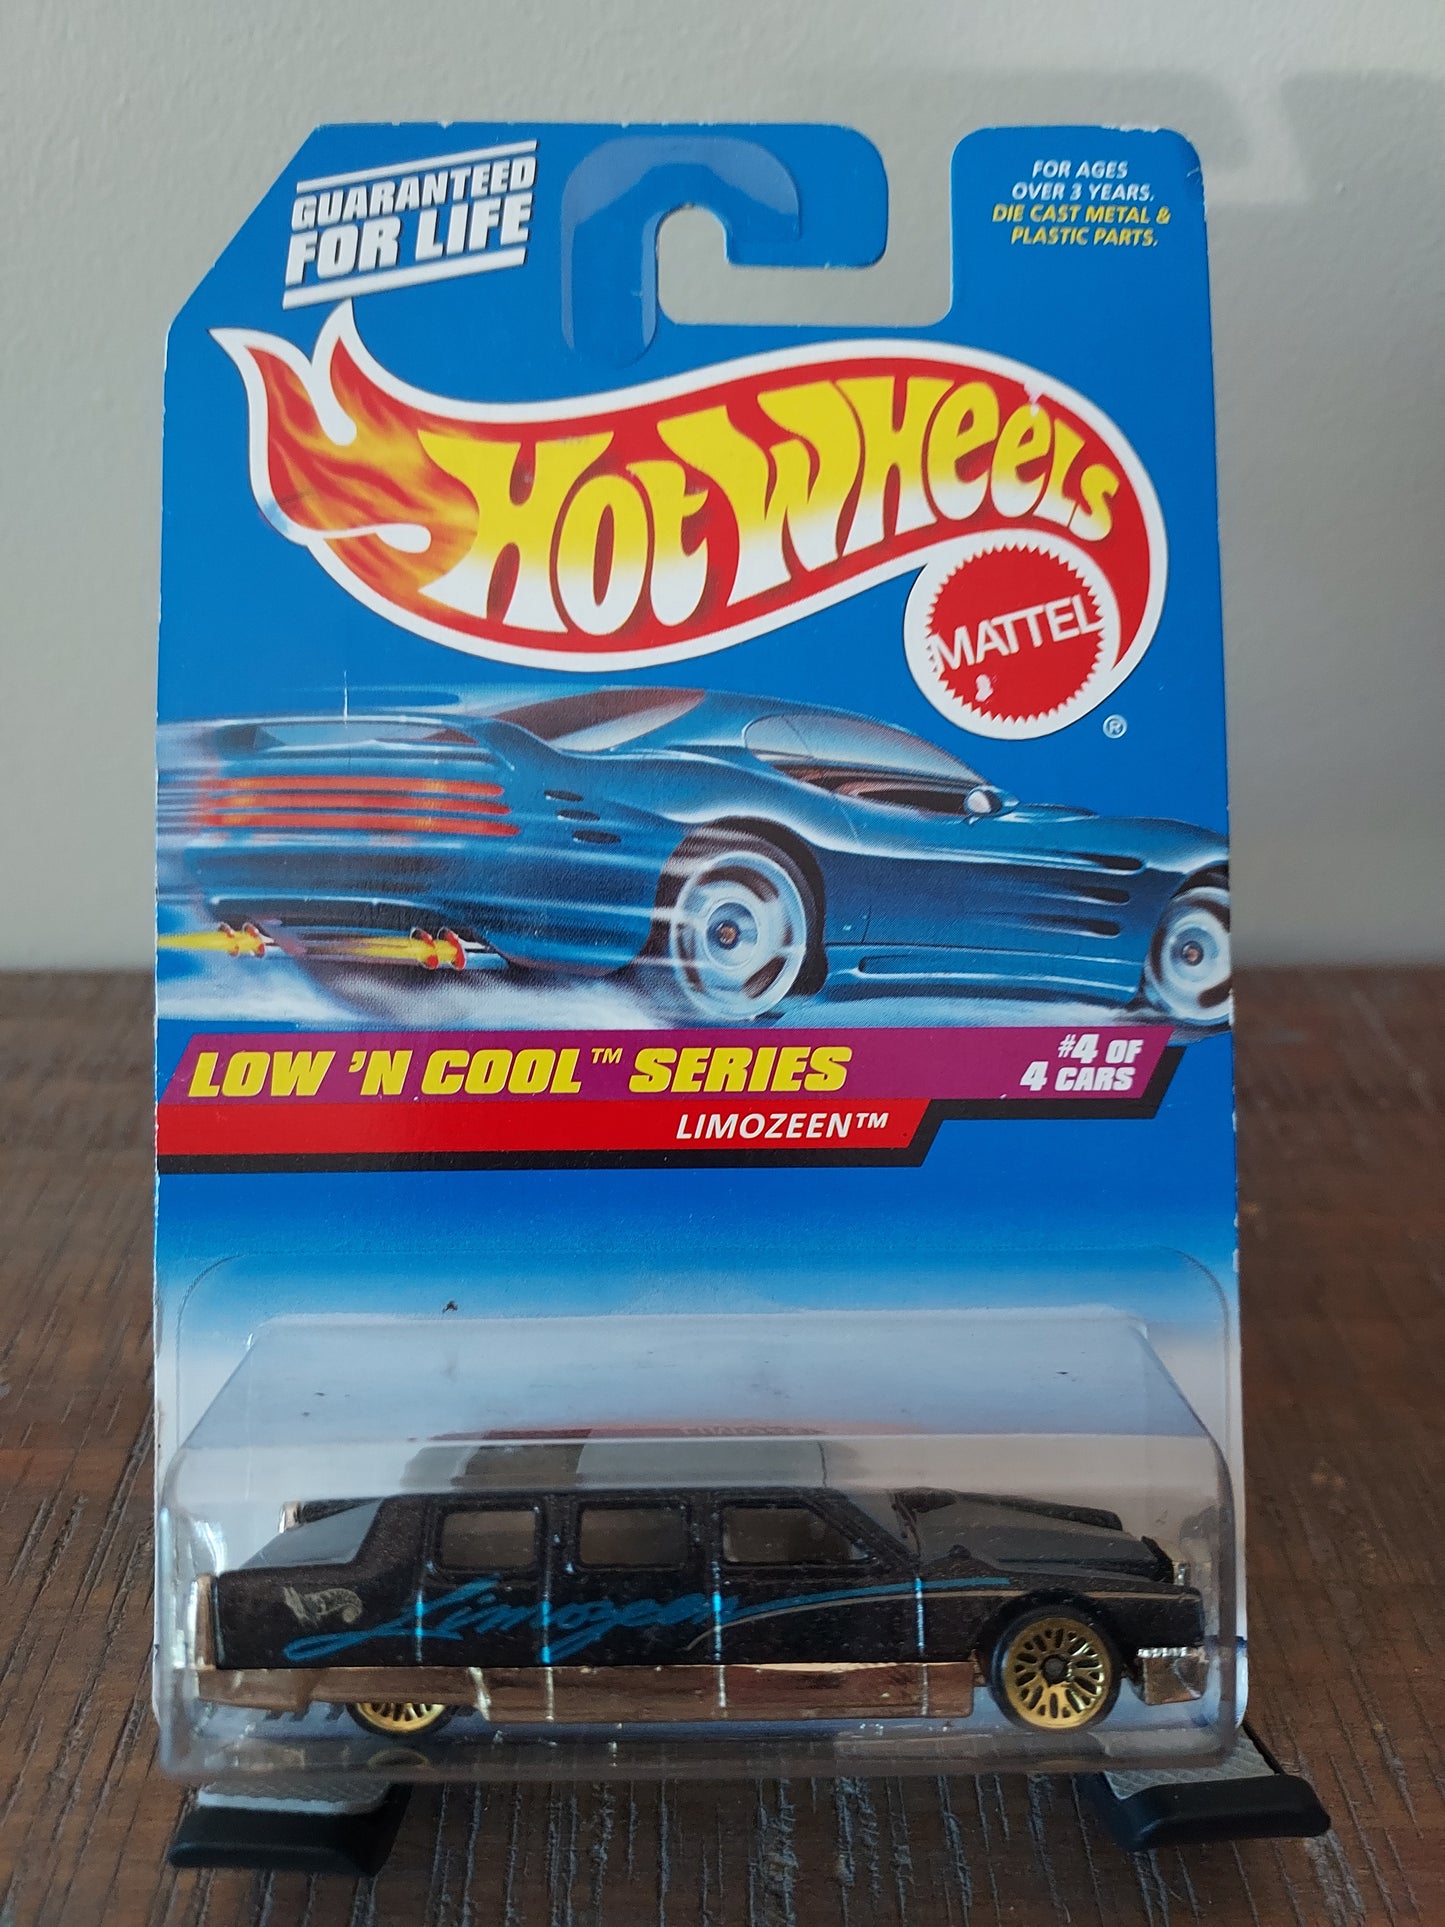 GUARANTEED
FOR LIFE
FOR AGES
OVER 3 YEARS.
DIE CAST METAL &
PLASTIC PARTS.
HOT WHEELS
MATTEL
®
LOW 'N COOL™ SERIES
#4 OF
4 CARS
LIMOZEEN™
Limozeen